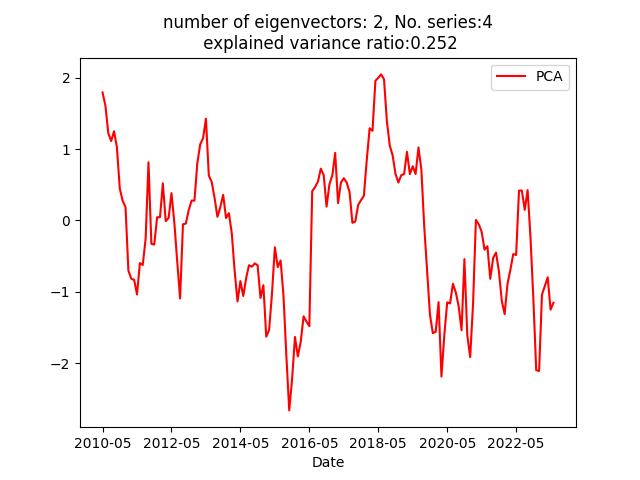 number of eigenvectors: 2, No. series:4
explained variance ratio:0.252
PCA
2
1
0
−1
−2
2010-05 2012-05 2014-05 2016-05 2018-05 2020-05 2022-05
Date